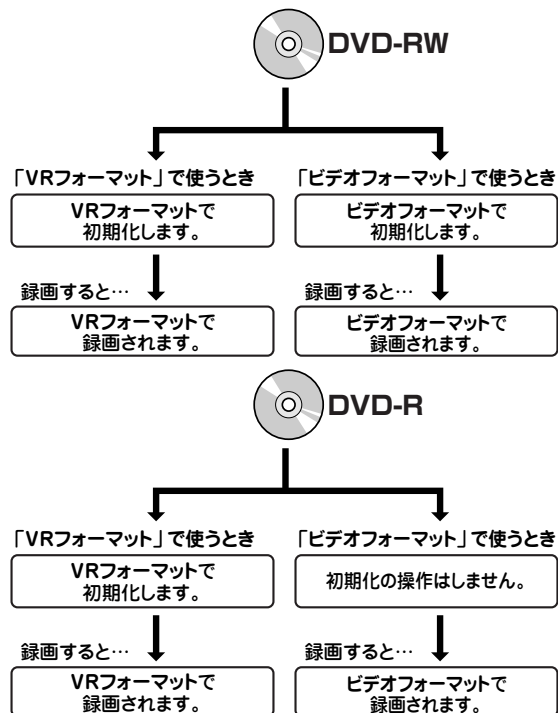 DVD-RW
「VRフォーマット」で使うとき
VRフォーマットで
初期化します。
録画すると…
VRフォーマットで
録画されます。
「ビデオフォーマット」で使うとき
ビデオフォーマットで
初期化します。
録画すると…
ビデオフォーマットで
録画されます。
DVD-R
「VRフォーマット」で使うとき
VRフォーマットで
初期化します。
録画すると…
VRフォーマットで
録画されます。
「ビデオフォーマット」で使うとき
初期化の操作はしません。
録画すると…
ビデオフォーマットで
録画されます。